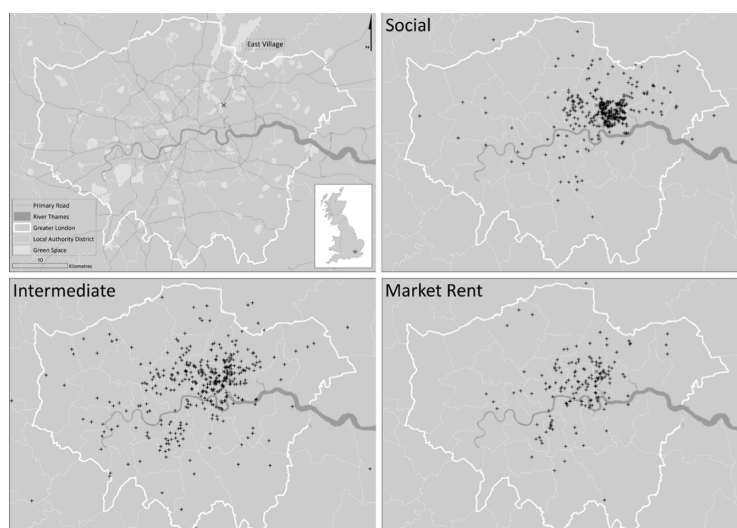 East Village
N
Primary Road
River Thames
Greater London
Local Authority District
Green Space
10
Kilometres
Social
Intermediate
Market Rent